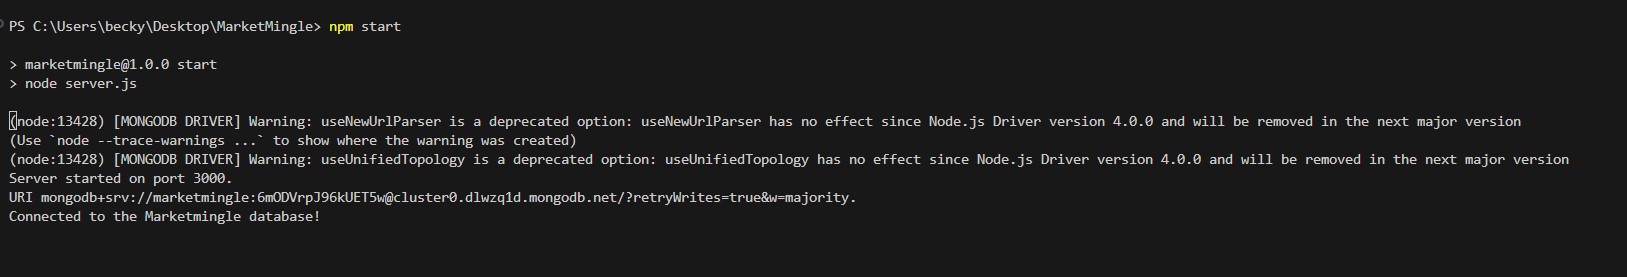 PS C:\Users\becky\Desktop\MarketMingle> npm start
> marketmingle@1.0.0 start
> node server.js
(node:13428) [MONGODB DRIVER] Warning: useNewUrlParser is a deprecated option: useNewUrlParser has no effect since Node.js Driver version 4.0.0 and will be removed in the next major version
(Use `node --trace-warnings ...` to show where the warning was created)
(node:13428) [MONGODB DRIVER] Warning: useUnifiedTopology is a deprecated option: useUnifiedTopology has no effect since Node.js Driver version 4.0.0 and will be removed in the next major version
Server started on port 3000.
URI mongodb+srv://marketmingle:6mODVrpJ96kUET5w@cluster0.dlwzq1d.mongodb.net/?retryWrites=true&w=majority.
Connected to the Marketmingle database!